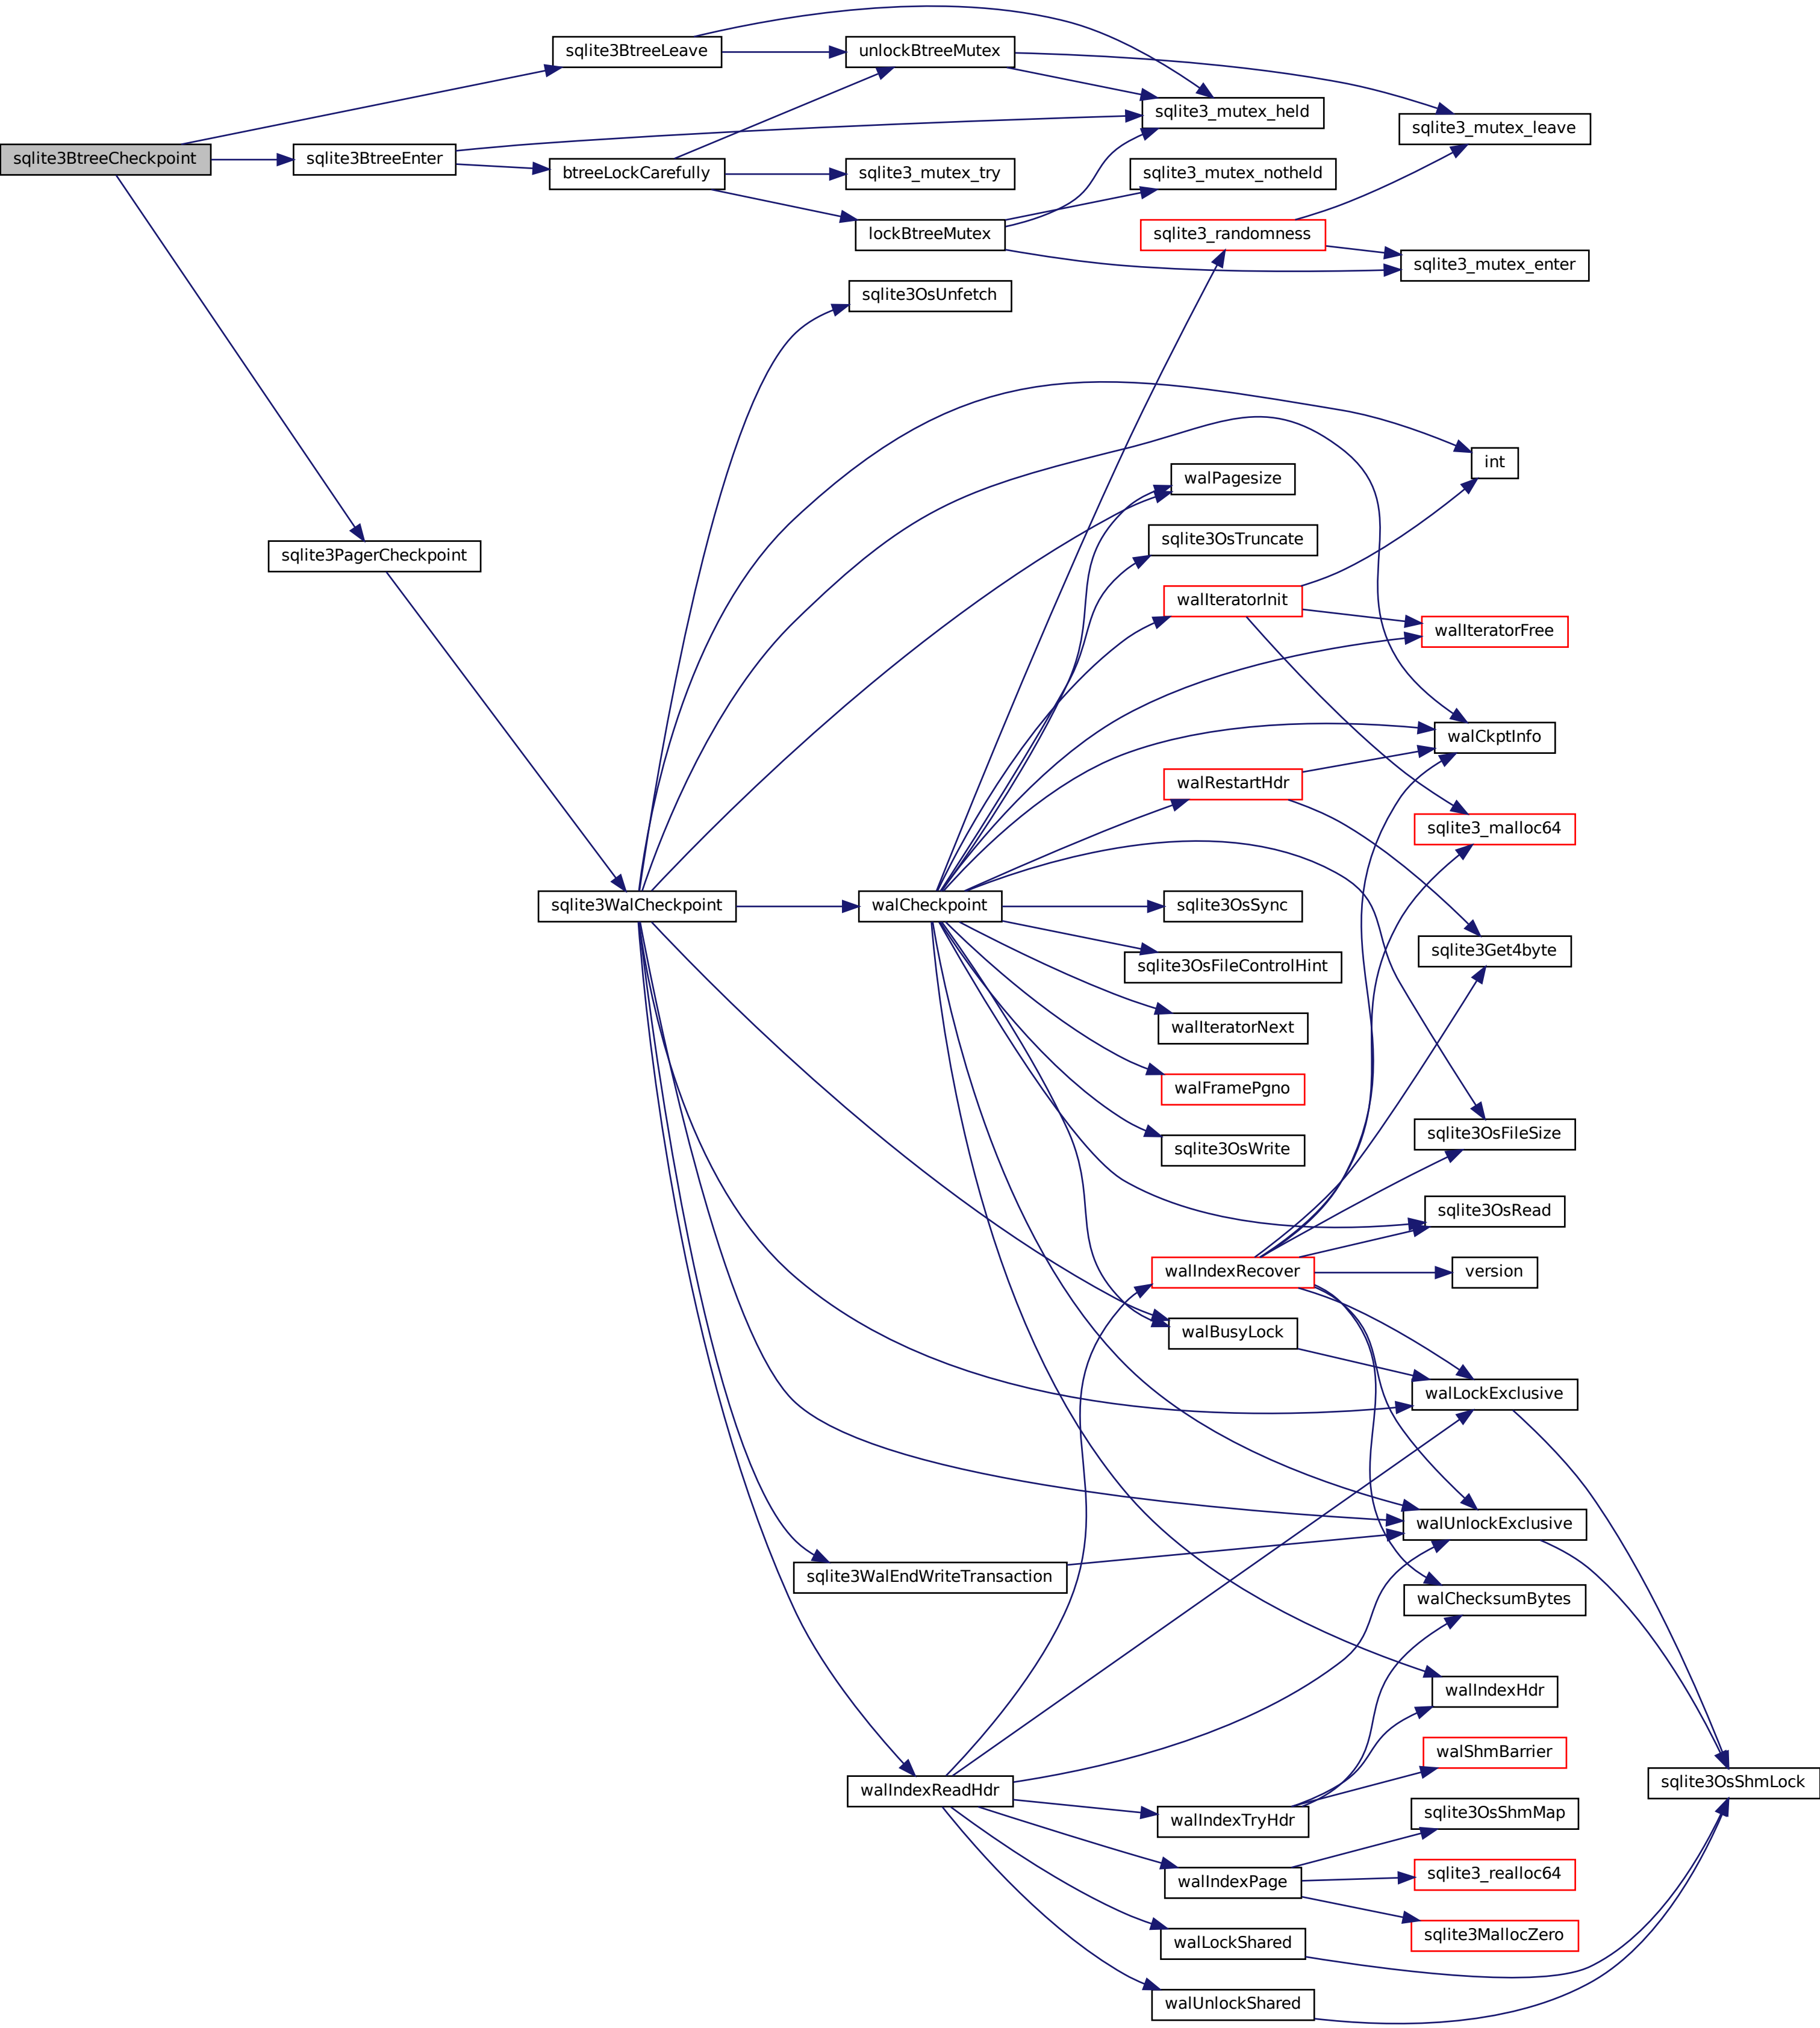 sqlite3BtreeLeave
unlockBtreeMutex
sqlite3_mutex_held
sqlite3_mutex_leave
sqlite3BtreeCheckpoint
sqlite3BtreeEnter
btreeLockCarefully
sqlite3_mutex_try
sqlite3_mutex_notheld
lockBtreeMutex
sqlite3_randomness
sqlite3_mutex_enter
sqlite3OsUnfetch
int
walPagesize
sqlite3OsTruncate
sqlite3PagerCheckpoint
walIteratorInit
walIteratorFree
walCkptInfo
walRestartHdr
sqlite3_malloc64
sqlite3WalCheckpoint
walCheckpoint
sqlite3OsSync
sqlite3Get4byte
sqlite3OsFileControlHint
walIteratorNext
walFramePgno
sqlite3OsFileSize
sqlite3OsWrite
sqlite3OsRead
walIndexRecover
version
walBusyLock
walLockExclusive
walUnlockExclusive
sqlite3WalEndWriteTransaction
walChecksumBytes
walIndexHdr
walShmBarrier
sqlite3OsShmLock
walIndexReadHdr
walIndexTryHdr
sqlite3OsShmMap
walIndexPage
sqlite3_realloc64
sqlite3MallocZero
walLockShared
walUnlockShared